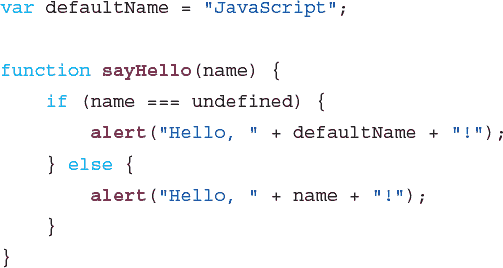 var defaultName = "JavaScript";

function sayHello(name) {
    if (name === undefined) {
        alert("Hello, " + defaultName + "!");
    } else {
        alert("Hello, " + name + "!");
    }
}